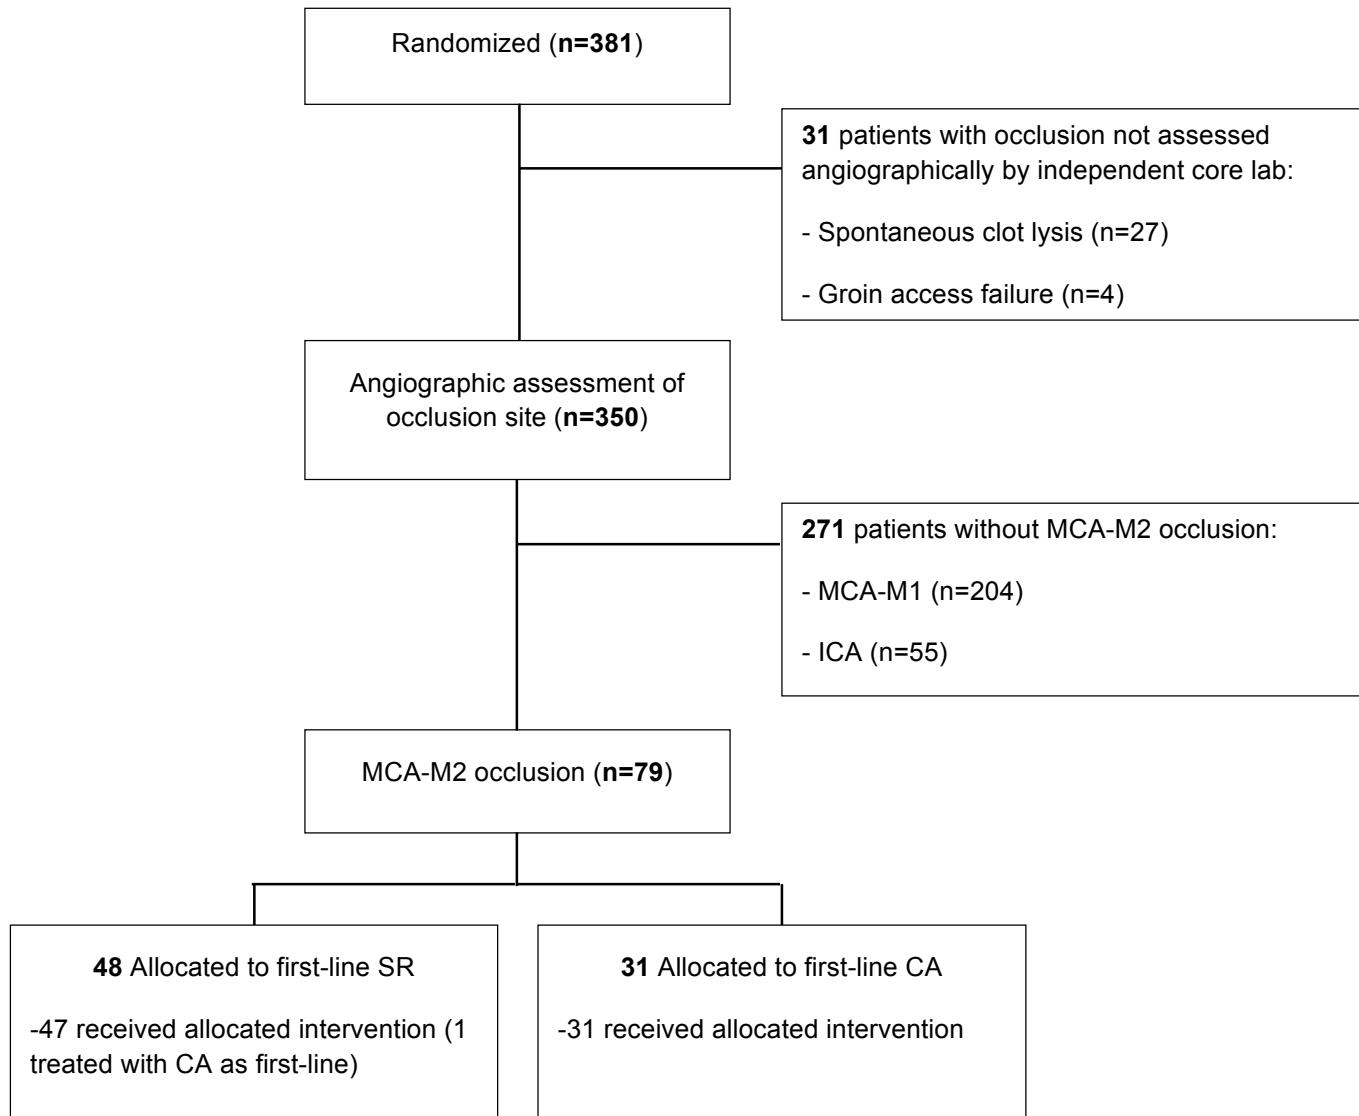 Randomized (n=381)
31 patients with occlusion not assessed
angiographically by independent core lab:
- Spontaneous clot lysis (n=27)
- Groin access failure (n=4)
Angiographic assessment of
occlusion site (n=350)
271 patients without MCA-M2 occlusion:
- MCA-M1 (n=204)
- ICA (n=55)
MCA-M2 occlusion (n=79)
48 Allocated to first-line SR
-47 received allocated intervention (1
treated with CA as first-line)
31 Allocated to first-line CA
-31 received allocated intervention